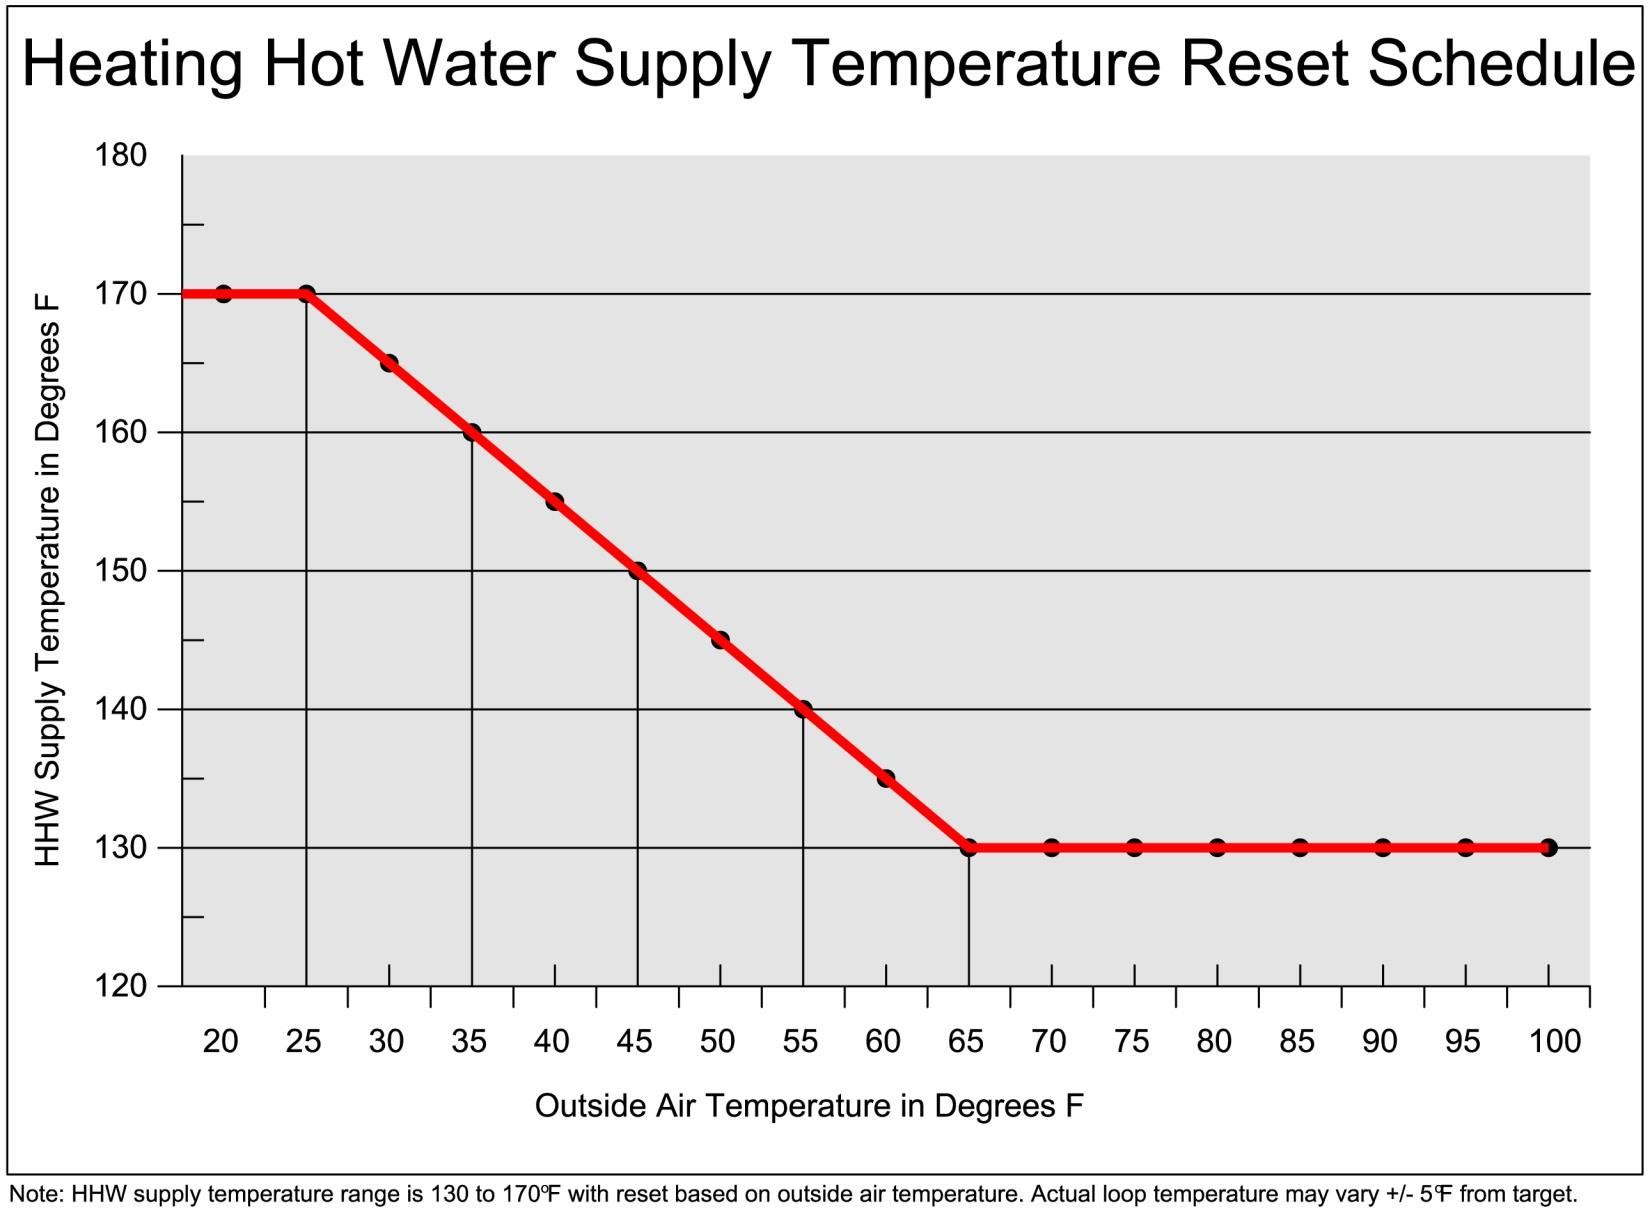 Heating Hot Water Supply Temperature Reset Schedule
HHW Supply Temperature in Degrees F
180
170
160
150
140
130
120
20 25 30 35 40 45 50 55 60 65 70 75 80 85 90 95 100
Outside Air Temperature in Degrees F
Note: HHW supply temperature range is 130 to 170ºF with reset based on outside air temperature. Actual loop temperature may vary +/- 5ºF from target.